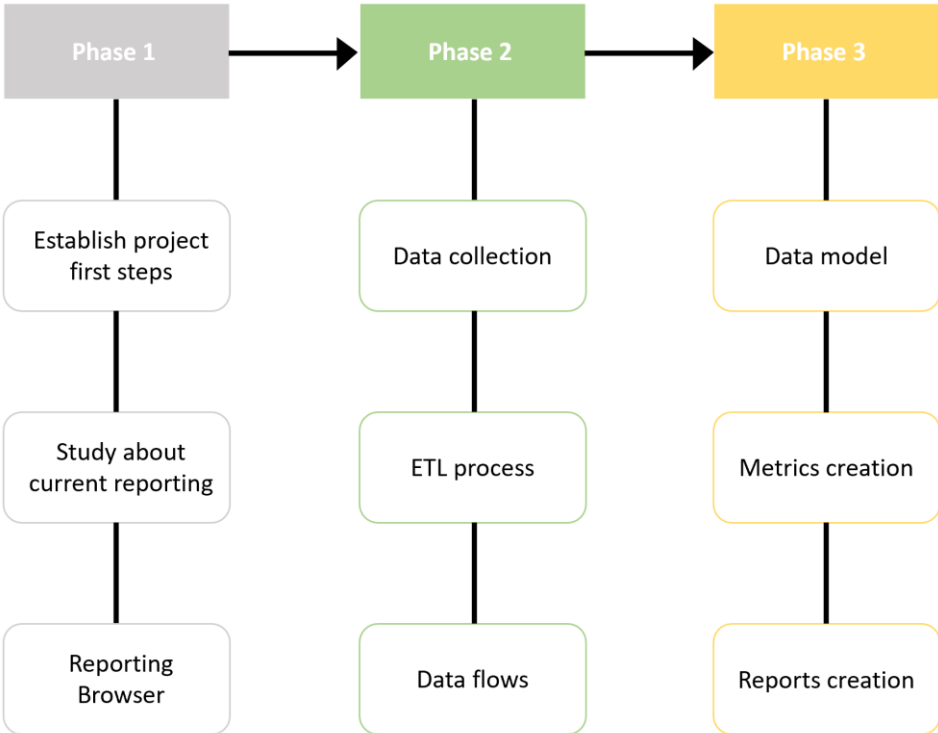 Phase 1
Phase 2
Phase 3
Establish project
first steps
Data collection
Data model
Study about
current reporting
ETL process
Metrics creation
Reporting
Browser
Data flows
Reports creation